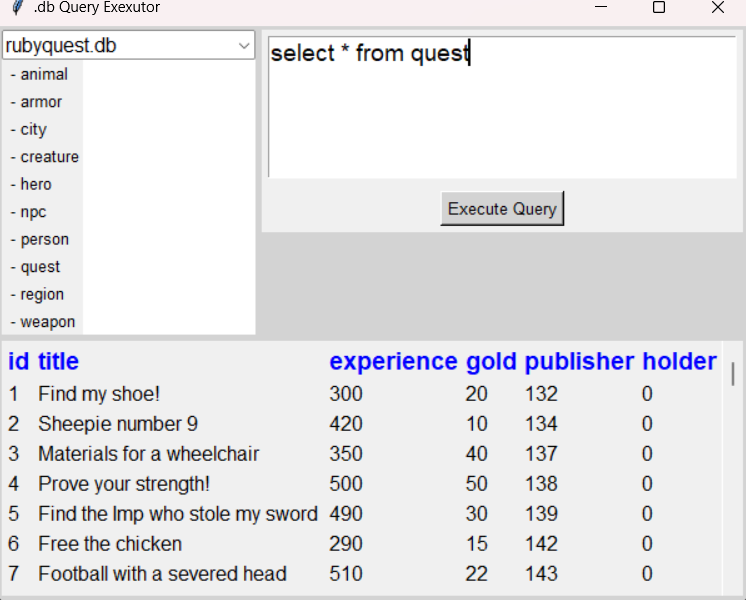 .db Query Exexutor
rubyquest.db
- animal
- armor
- city
- creature
- hero
- npc
- person
- quest
- region
- weapon
select * from quest
Execute Query
id title experience gold publisher holder
1 Find my shoe! 300 20 132 0
2 Sheepie number 9 420 10 134 0
3 Materials for a wheelchair 350 40 137 0
4 Prove your strength! 500 50 138 0
5 Find the Imp who stole my sword 490 30 139 0
6 Free the chicken 290 15 142 0
7 Football with a severed head 510 22 143 0